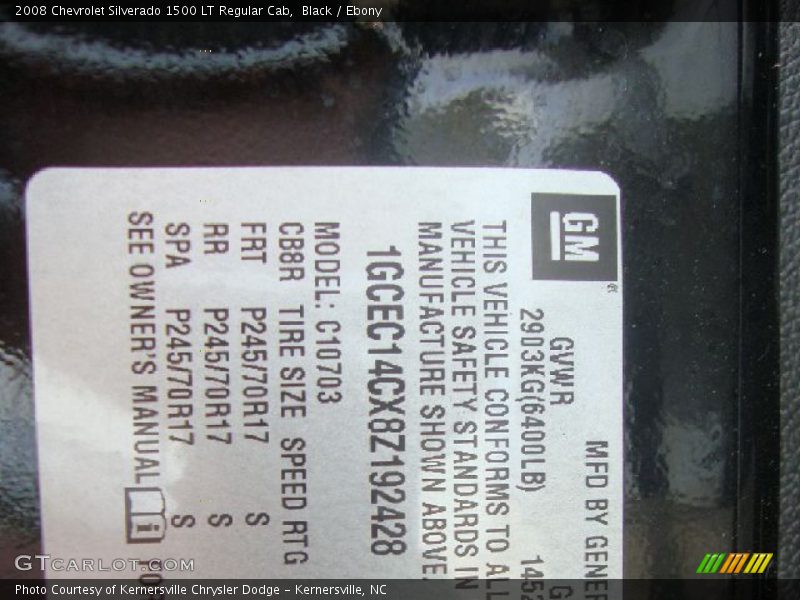 2008 Chevrolet Silverado 1500 LT Regular Cab, Black / Ebony
GM
MFD BY GENER
GVWR G
2903KG(6400LB) 1452
THIS VEHICLE CONFORMS TO ALL
VEHICLE SAFETY STANDARDS IN
MANUFACTURE SHOWN ABOVE.
1GCEC14CX8Z192428
MODEL: C10703
CB8R TIRE SIZE SPEED RTG
FRT P245/70R17 S
RR P245/70R17 S
SPA P245/70R17 S
SEE OWNER'S MANUAL
GTCARLOT.COM
Photo Courtesy of Kernersville Chrysler Dodge – Kernersville, NC